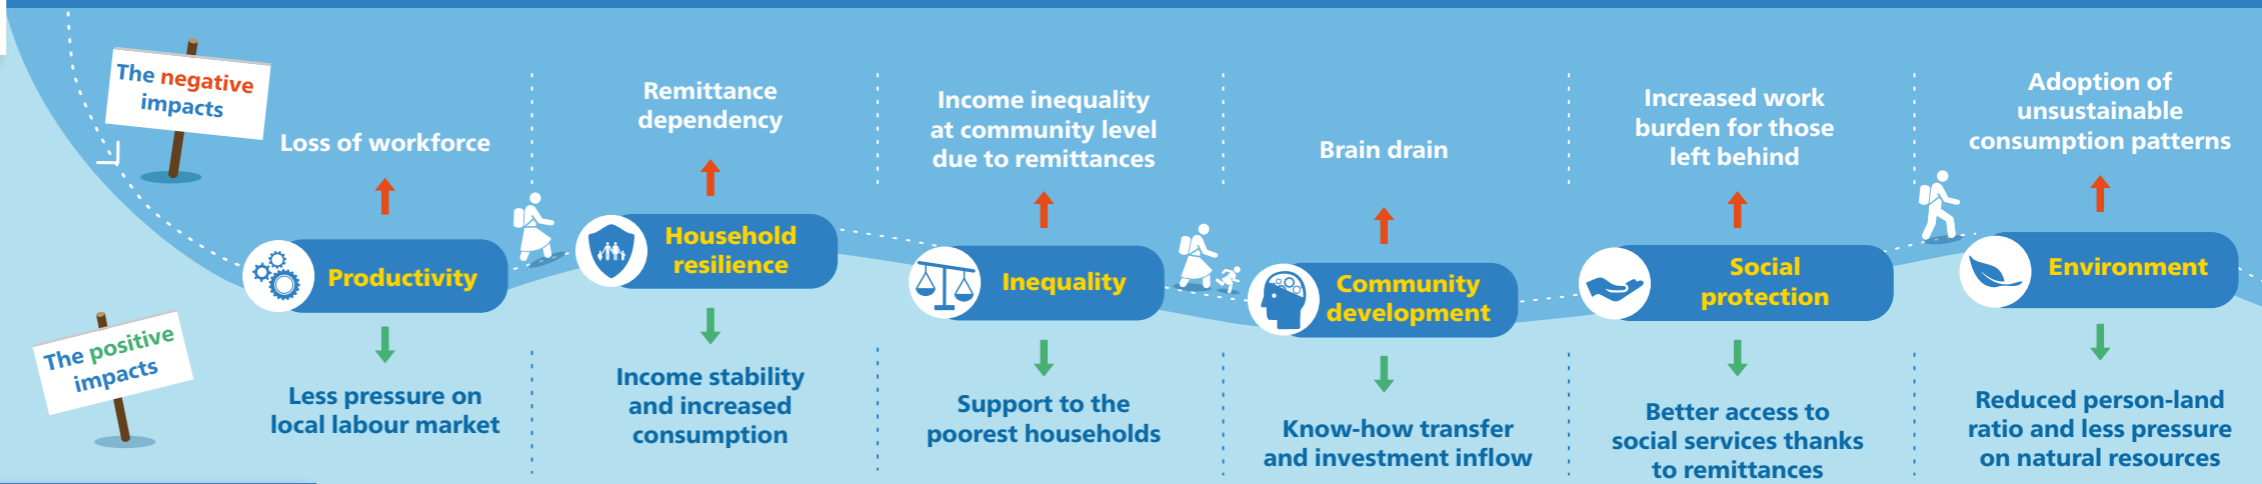 The negative
impacts
Loss of workforce
Productivity
Less pressure on
local labour market
Remittance
dependency
Household
resilience
Income stability
and increased
consumption
Income inequality
at community level
due to remittances
Inequality
Support to the
poorest households
Brain drain
Community
development
Know-how transfer
and investment inflow
Increased work
burden for those
left behind
Social
protection
Better access to
social services thanks
to remittances
Adoption of
unsustainable
consumption patterns
Environment
Reduced person-land
ratio and less pressure
on natural resources
The positive
impacts